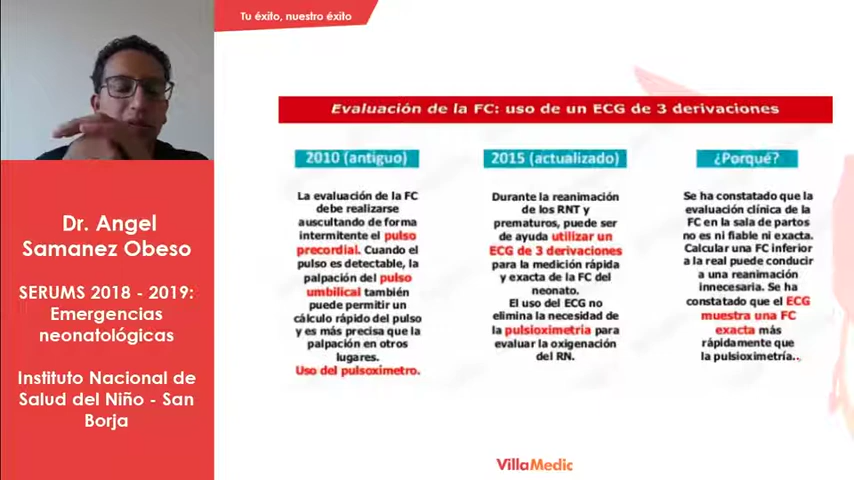 Tu éxito, nuestro éxito
Dr. Angel
Samanez Obeso
SERUMS 2018 - 2019:
Emergencias
neonatológicas
Instituto Nacional de
Salud del Niño - San
Borja
Evaluación de la FC: uso de un ECG de 3 derivaciones
2010 (antiguo)
La evaluación de la FC
debe realizarse
auscultando de forma
intermitente el pulso
precordial. Cuando el
pulso es detectable, la
palpación del pulso
umbilical también
puede permitir un
cálculo rápido del pulso
y es más precisa que la
palpación en otros
lugares.
Uso del pulsoximetro.
2015 (actualizado)
Durante la reanimación
de los RNT y
prematuros, puede ser
de ayuda utilizar un
ECG de 3 derivaciones
para la medición rápida
y exacta de la FC del
neonato.
El uso del ECG no
elimina la necesidad de
la pulsioximetria para
evaluar la oxigenación
del RN.
¿Porqué?
Se ha constatado que la
evaluación clínica de la
FC en la sala de partos
no es ni fiable ni exacta.
Calcular una FC inferior
a la real puede conducir
a una reanimación
innecesaria. Se ha
constatado que el ECG
muestra una FC
exacta más
rápidamente que
la pulsioximetría..
VillaMedic